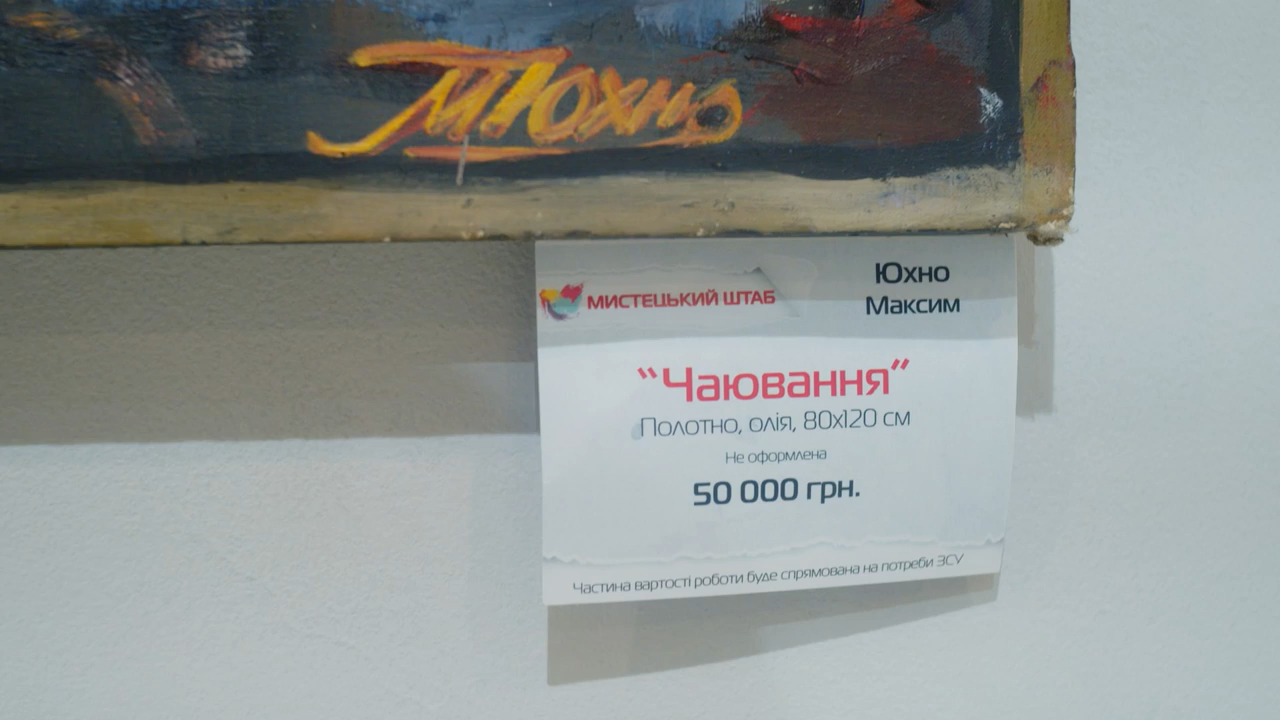 МЮхно
МИСТЕЦЬКИЙ ШТАБ
Юхно
Максим
“Чаювання”
Полотно, олія, 80х120 см
Не оформлена
50 000 грн.
Частина вартості роботи буде спрямована на потреби ЗСУ